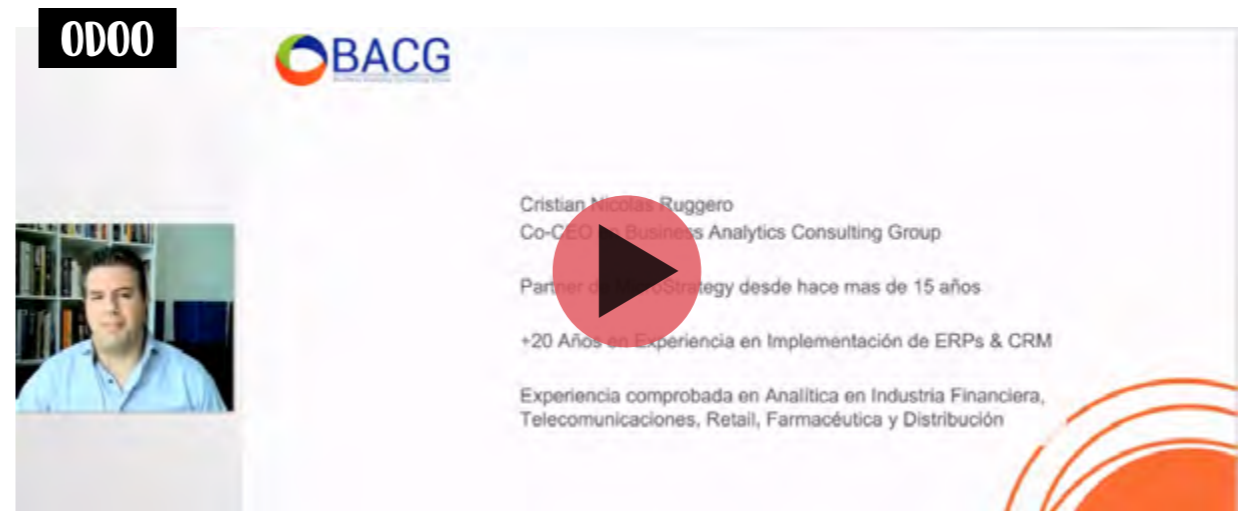 ODOO
BACG
Cristian Nicolas Ruggero
Co-CEO Business Analytics Consulting Group
Partner de MicroStrategy desde hace mas de 15 años
+20 Años en Experiencia en Implementación de ERPs & CRM
Experiencia comprobada en Analítica en Industria Financiera,
Telecomunicaciones, Retail, Farmacéutica y Distribución